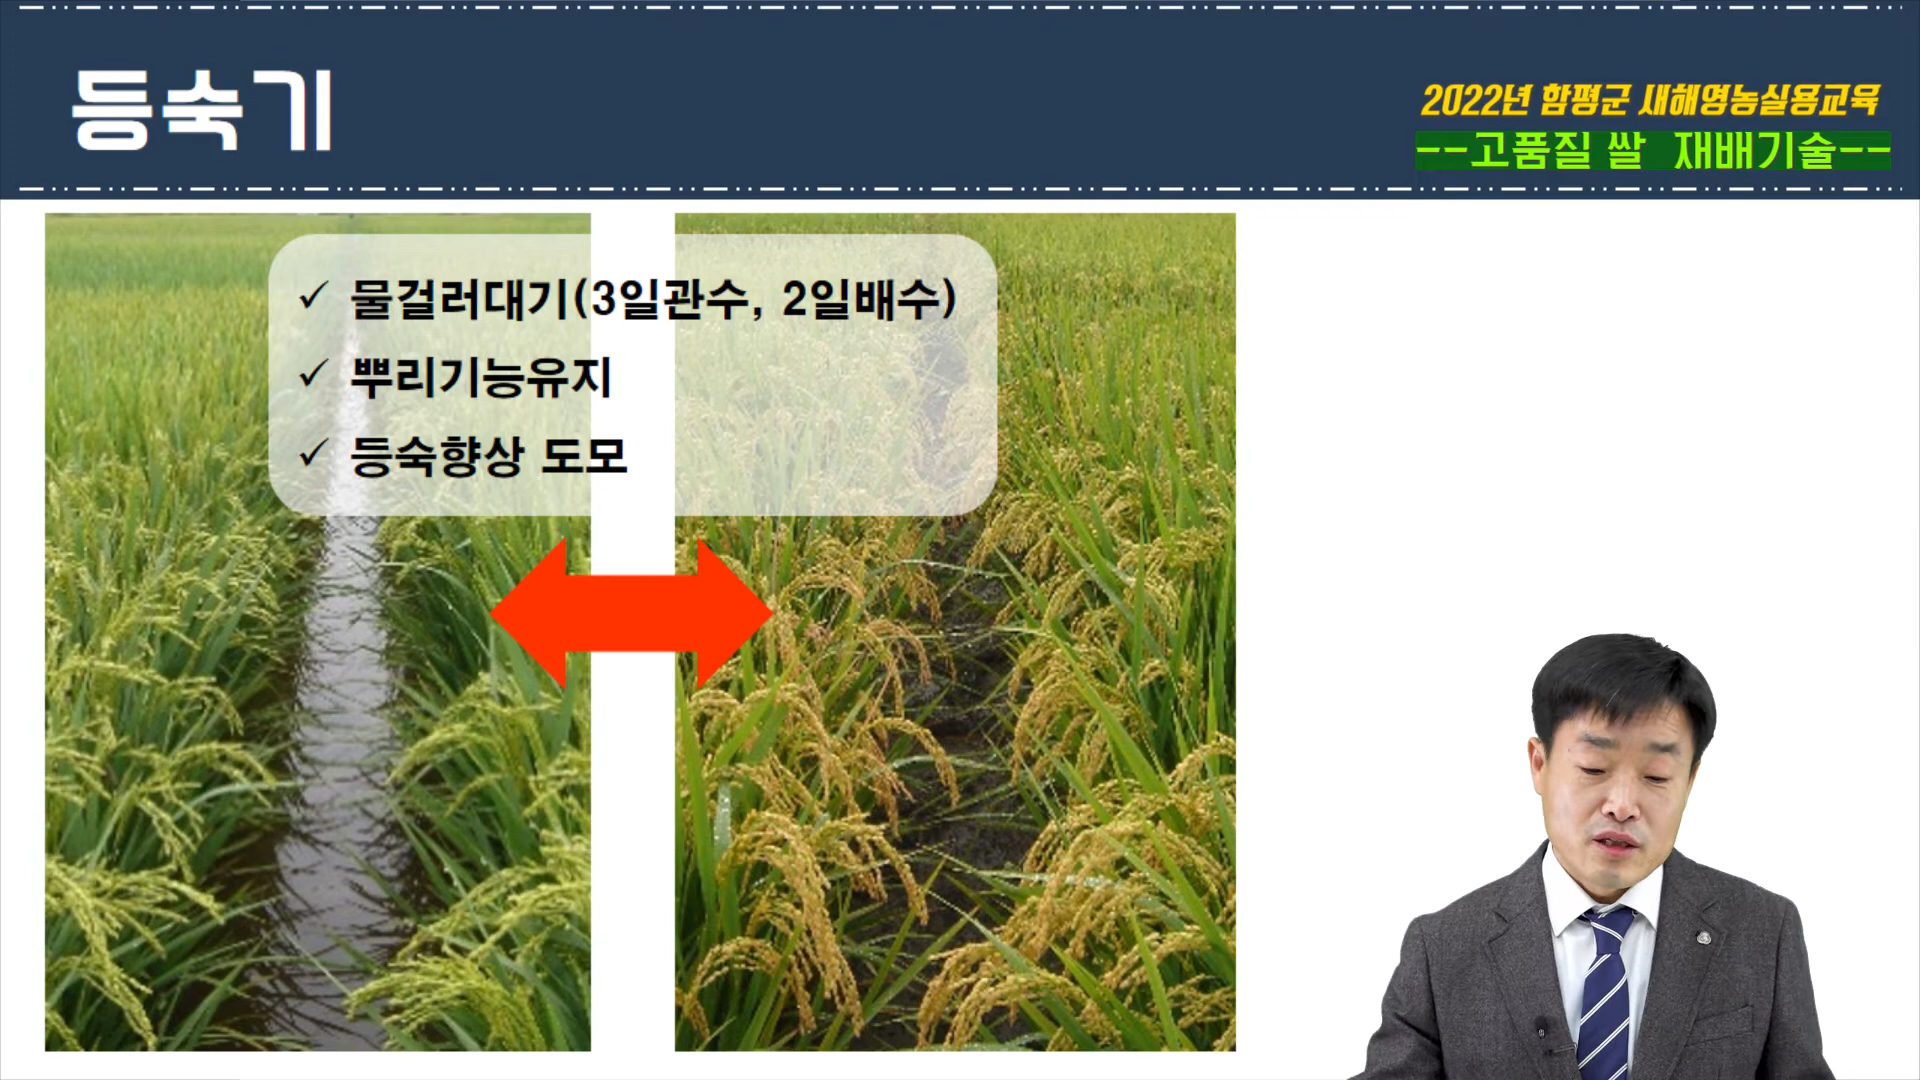 등숙기
2022년 함평군 새해영농실용교육
--고품질 쌀 재배기술--
✓ 물걸러대기(3일관수, 2일배수)
✓ 뿌리기능유지
✓ 등숙향상 도모